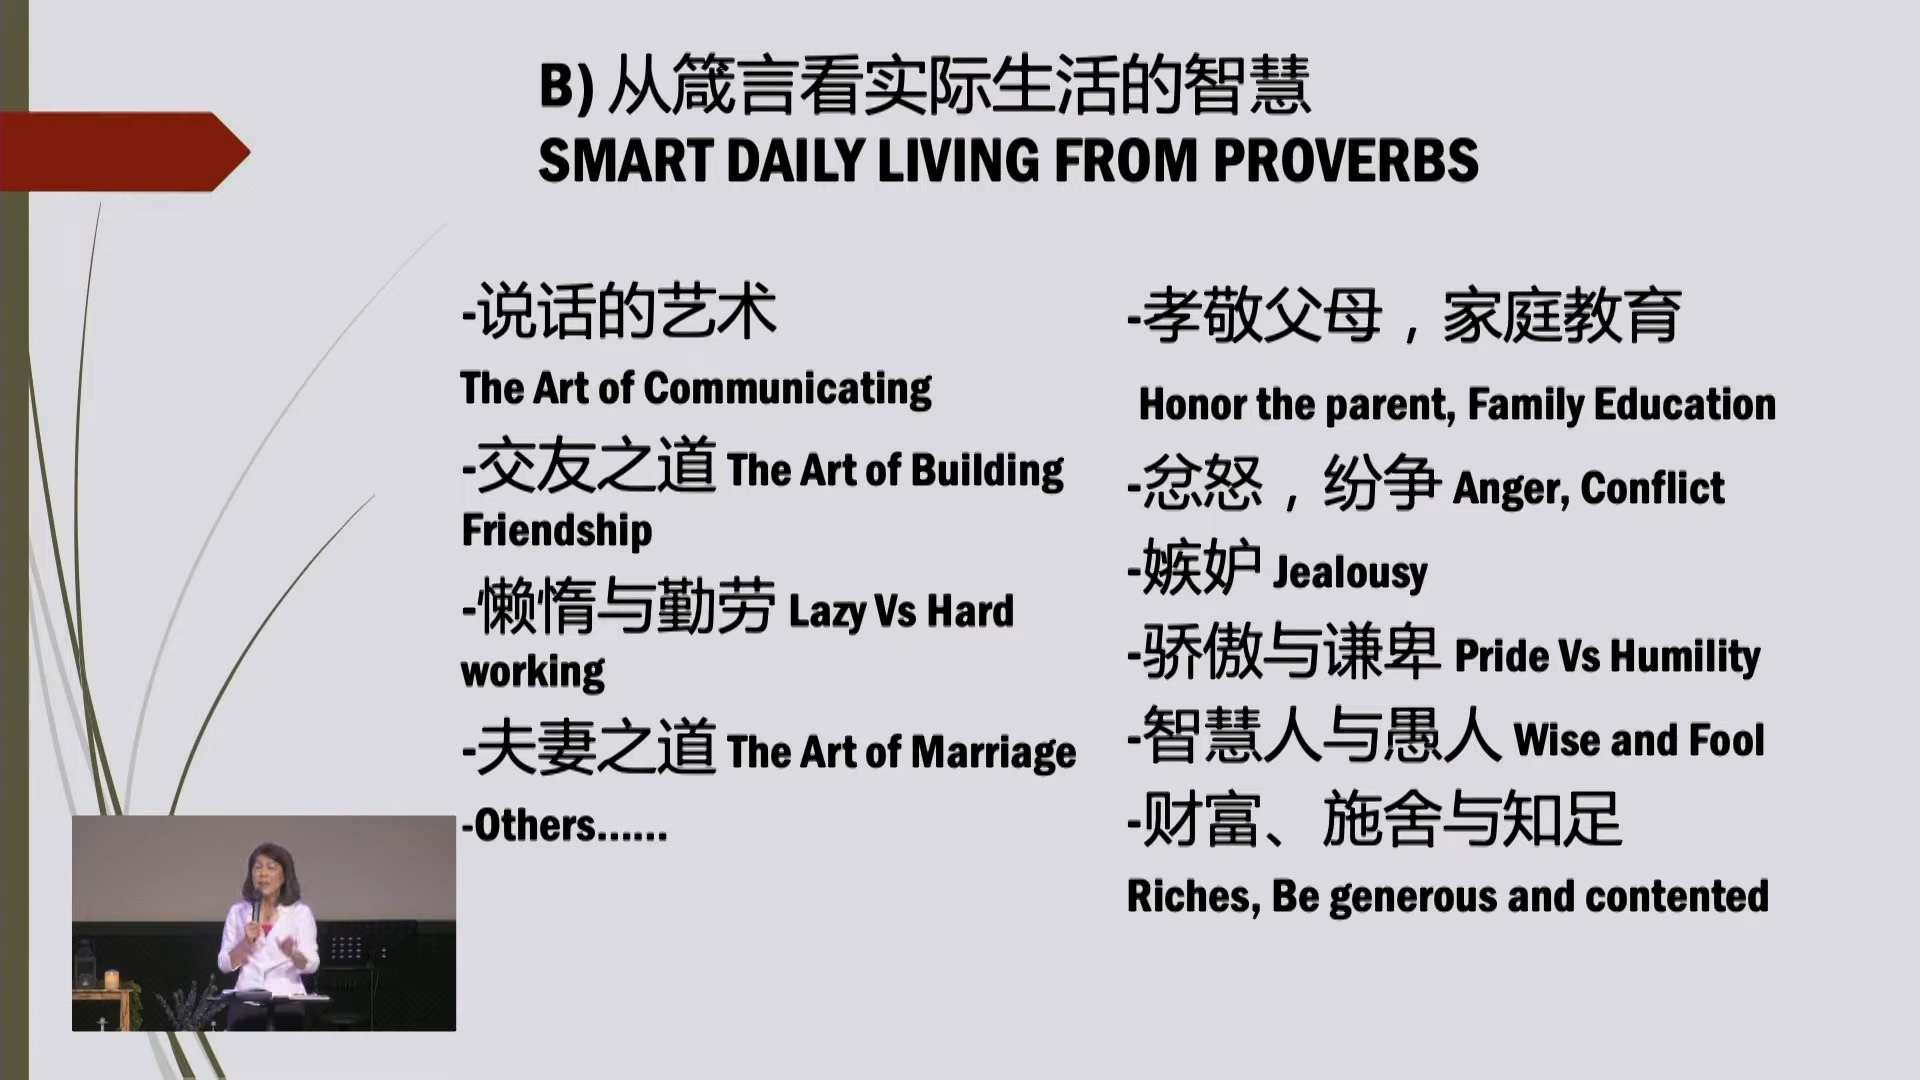 B) 从箴言看实际生活的智慧
SMART DAILY LIVING FROM PROVERBS
-说话的艺术
The Art of Communicating
-交友之道 The Art of Building
Friendship
-懒惰与勤劳 Lazy Vs Hard
working
-夫妻之道 The Art of Marriage
-Others......
-孝敬父母，家庭教育
Honor the parent, Family Education
-忿怒，纷争 Anger, Conflict
-嫉妒 Jealousy
-骄傲与谦卑 Pride Vs Humility
-智慧人与愚人 Wise and Fool
-财富、施舍与知足
Riches, Be generous and contented